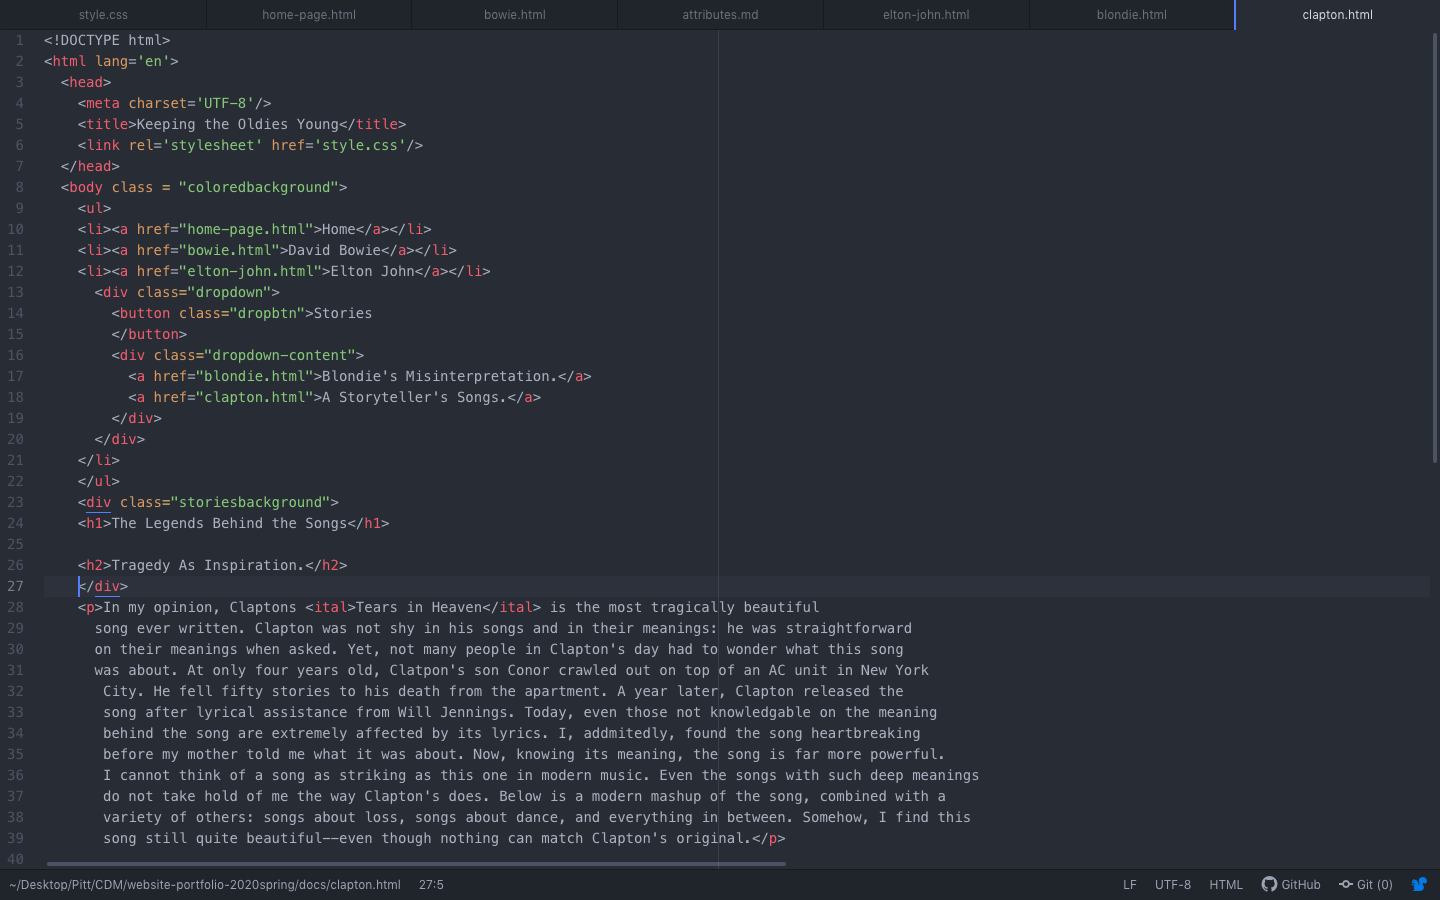 style.css home-page.html bowie.html attributes.md elton-john.html blondie.html clapton.html
1 <!DOCTYPE html>
2 <html lang='en'>
3 <head>
4 <meta charset='UTF-8'/>
5 <title>Keeping the Oldies Young</title>
6 <link rel='stylesheet' href='style.css'/>
7 </head>
8 <body class = "coloredbackground">
9 <ul>
10 <li><a href="home-page.html">Home</a></li>
11 <li><a href="bowie.html">David Bowie</a></li>
12 <li><a href="elton-john.html">Elton John</a></li>
13 <div class="dropdown">
14 <button class="dropbtn">Stories
15 </button>
16 <div class="dropdown-content">
17 <a href="blondie.html">Blondie's Misinterpretation.</a>
18 <a href="clapton.html">A Storyteller's Songs.</a>
19 </div>
20 </div>
21 </li>
22 </ul>
23 <div class="storiesbackground">
24 <h1>The Legends Behind the Songs</h1>
25
26 <h2>Tragedy As Inspiration.</h2>
27 </div>
28 <p>In my opinion, Claptons <ital>Tears in Heaven</ital> is the most tragically beautiful
29 song ever written. Clapton was not shy in his songs and in their meanings: he was straightforward
30 on their meanings when asked. Yet, not many people in Clapton's day had to wonder what this song
31 was about. At only four years old, Clatpon's son Conor crawled out on top of an AC unit in New York
32 City. He fell fifty stories to his death from the apartment. A year later, Clapton released the
33 song after lyrical assistance from Will Jennings. Today, even those not knowledgable on the meaning
34 behind the song are extremely affected by its lyrics. I, addmitedly, found the song heartbreaking
35 before my mother told me what it was about. Now, knowing its meaning, the song is far more powerful.
36 I cannot think of a song as striking as this one in modern music. Even the songs with such deep meanings
37 do not take hold of me the way Clapton's does. Below is a modern mashup of the song, combined with a
38 variety of others: songs about loss, songs about dance, and everything in between. Somehow, I find this
39 song still quite beautiful––even though nothing can match Clapton's original.</p>
40
~/Desktop/Pitt/CDM/website-portfolio-2020spring/docs/clapton.html 27:5 LF UTF-8 HTML GitHub Git (0)